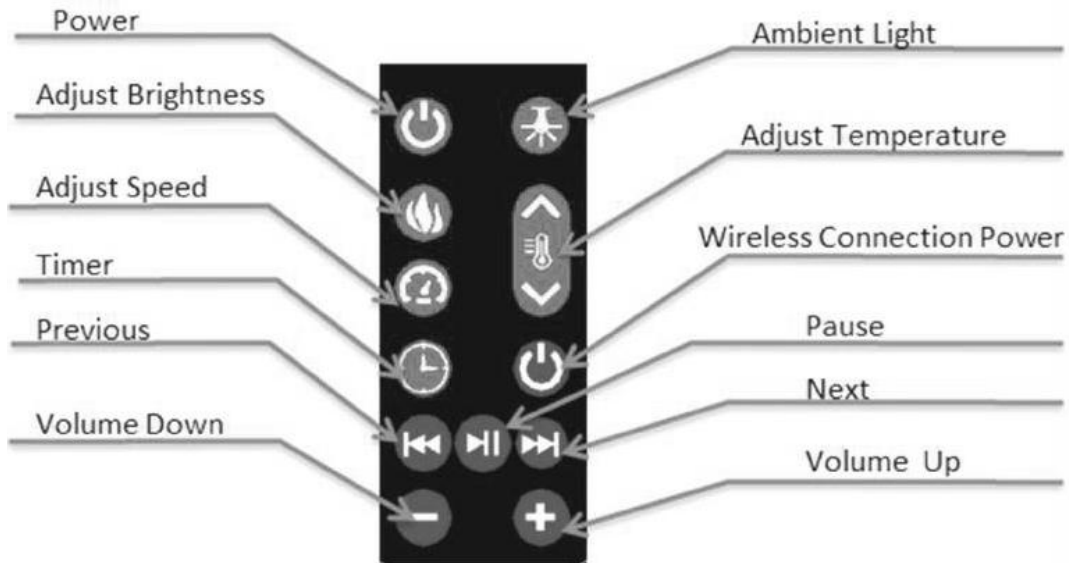 Power
Ambient Light
Adjust Brightness
Adjust Temperature
Adjust Speed
Wireless Connection Power
Timer
Previous
Pause
Next
Volume Down
Volume Up